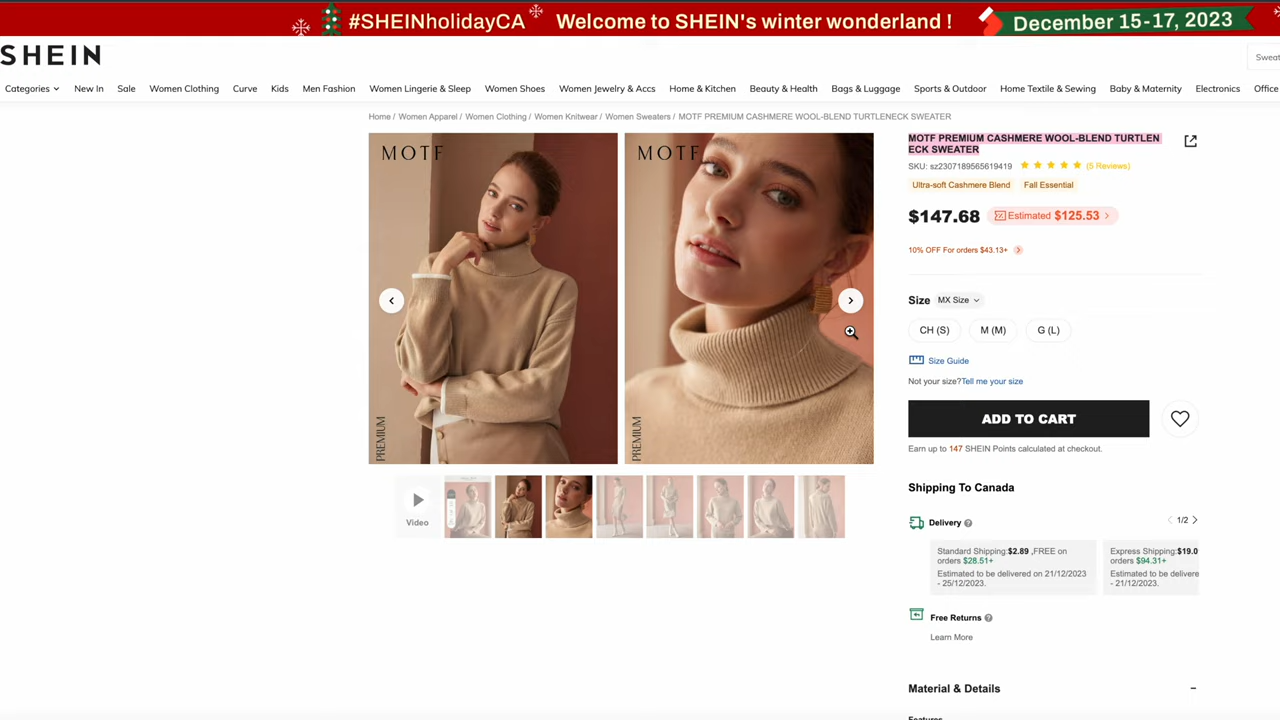 #SHEINholidayCA Welcome to SHEIN's winter wonderland ! December 15-17, 2023
SHEIN
Sweat
Categories New In Sale Women Clothing Curve Kids Men Fashion Women Lingerie & Sleep Women Shoes Women Jewelry & Accs Home & Kitchen Beauty & Health Bags & Luggage Sports & Outdoor Home Textile & Sewing Baby & Maternity Electronics Office
Home / Women Apparel / Women Clothing / Women Knitwear / Women Sweaters / MOTF PREMIUM CASHMERE WOOL-BLEND TURTLENECK SWEATER
MOTF
PREMIUM
MOTF
PREMIUM
Video
MOTF PREMIUM CASHMERE WOOL-BLEND TURTLEN
ECK SWEATER
SKU: sz2307189565619419 (5 Reviews)
Ultra-soft Cashmere Blend Fall Essential
$147.68 Estimated $125.53 >
10% OFF For orders $43.13+
Size MX Size
CH (S) M (M) G (L)
Size Guide
Not your size?Tell me your size
ADD TO CART
Earn up to 147 SHEIN Points calculated at checkout.
Shipping To Canada
Delivery 1/2
Standard Shipping:$2.89 ,FREE on
orders $28.51+
Estimated to be delivered on 21/12/2023
- 25/12/2023.
Express Shipping:$19.0
orders $94.31+
Estimated to be delivere
- 21/12/2023.
Free Returns
Learn More
Material & Details
Features